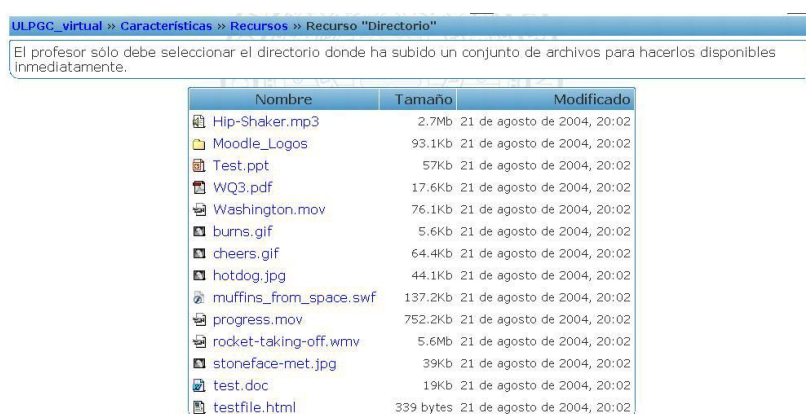 ULPGC_virtual » Características » Recursos » Recurso "Directorio"
El profesor sólo debe seleccionar el directorio donde ha subido un conjunto de archivos para hacerlos disponibles
inmediatamente.
Nombre Tamaño Modificado
Hip-Shaker.mp3 2.7Mb 21 de agosto de 2004, 20:02
Moodle_Logos 93.1Kb 21 de agosto de 2004, 20:02
Test.ppt 57Kb 21 de agosto de 2004, 20:02
WQ3.pdf 17.6Kb 21 de agosto de 2004, 20:02
Washington.mov 76.1Kb 21 de agosto de 2004, 20:02
burns.gif 5.6Kb 21 de agosto de 2004, 20:02
cheers.gif 64.4Kb 21 de agosto de 2004, 20:02
hotdog.jpg 44.1Kb 21 de agosto de 2004, 20:02
muffins_from_space.swf 137.2Kb 21 de agosto de 2004, 20:02
progress.mov 752.2Kb 21 de agosto de 2004, 20:02
rocket-taking-off.wmv 5.6Mb 21 de agosto de 2004, 20:02
stoneface-met.jpg 39Kb 21 de agosto de 2004, 20:02
test.doc 19Kb 21 de agosto de 2004, 20:02
testfile.html 339 bytes 21 de agosto de 2004, 20:02